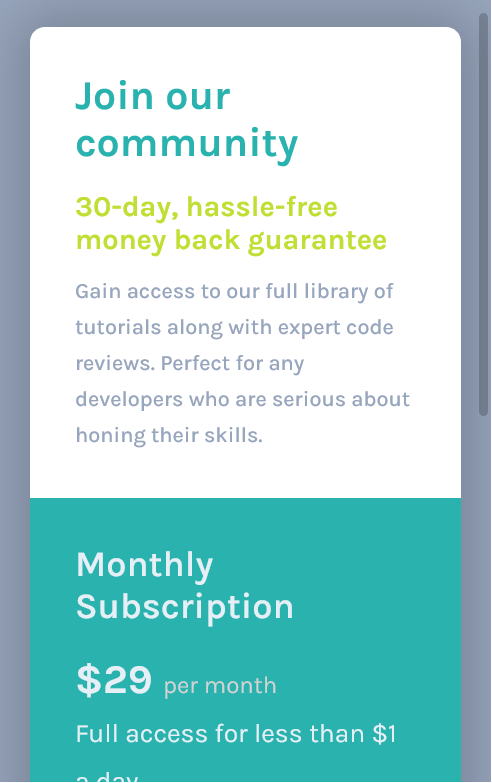 Join our
community
30-day, hassle-free
money back guarantee
Gain access to our full library of
tutorials along with expert code
reviews. Perfect for any
developers who are serious about
honing their skills.
Monthly
Subscription
$29 per month
Full access for less than $1
a day